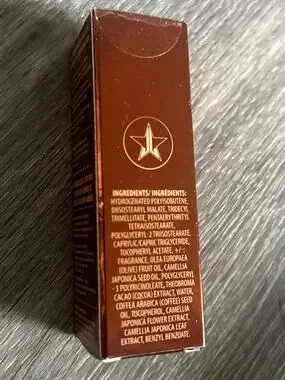 INGREDIENTS/ INGRÉDIENTS:
HYDROGENATED POLYISOBUTENE,
DIISOSTEARYL MALATE, TRIDECYL
TRIMELLITATE, PENTAERYTHRITYL
TETRAISOSTEARATE,
POLYGLYCERYL-2 TRIISOSTEARATE,
CAPRYLIC/CAPRIC TRIGLYCERIDE,
TOCOPHERYL ACETATE, +/-:
FRAGRANCE, OLEA EUROPAEA
(OLIVE) FRUIT OIL, CAMELLIA
JAPONICA SEED OIL, POLYGLYCERYL
-3 POLYRICINOLEATE, THEOBROMA
CACAO (COCOA) EXTRACT, WATER,
COFFEA ARABICA (COFFEE) SEED
OIL, TOCOPHEROL, CAMELLIA
JAPONICA FLOWER EXTRACT,
CAMELLIA JAPONICA LEAF
EXTRACT, BENZYL BENZOATE.